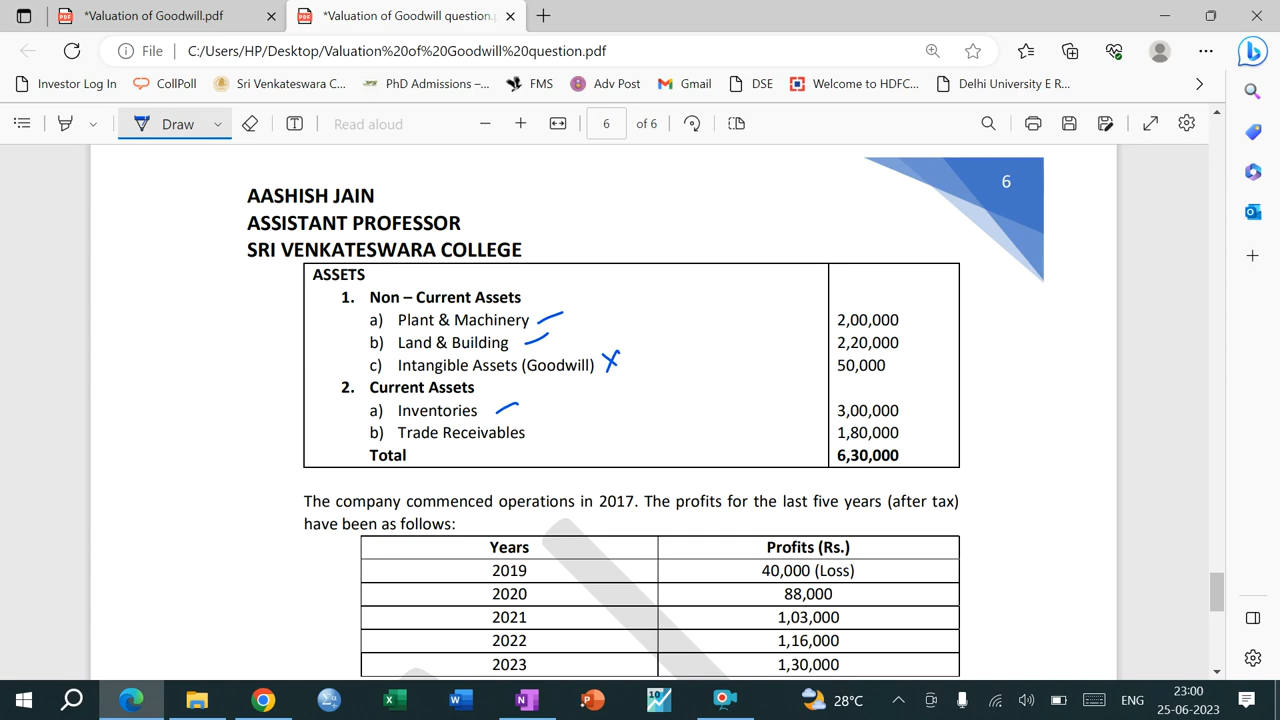 *Valuation of Goodwill.pdf
*Valuation of Goodwill question.
File C:/Users/HP/Desktop/Valuation%20of%20Goodwill%20question.pdf
Investor Log In CollPoll Sri Venkateswara C... PhD Admissions –... FMS Adv Post Gmail DSE Welcome to HDFC... Delhi University E R...
Draw Read aloud 6 of 6
6
AASHISH JAIN
ASSISTANT PROFESSOR
SRI VENKATESWARA COLLEGE
ASSETS
1. Non – Current Assets
a) Plant & Machinery 2,00,000
b) Land & Building 2,20,000
c) Intangible Assets (Goodwill) 50,000
2. Current Assets
a) Inventories 3,00,000
b) Trade Receivables 1,80,000
Total 6,30,000
The company commenced operations in 2017. The profits for the last five years (after tax)
have been as follows:
Years Profits (Rs.)
2019 40,000 (Loss)
2020 88,000
2021 1,03,000
2022 1,16,000
2023 1,30,000
28°C ENG 23:00
25-06-2023